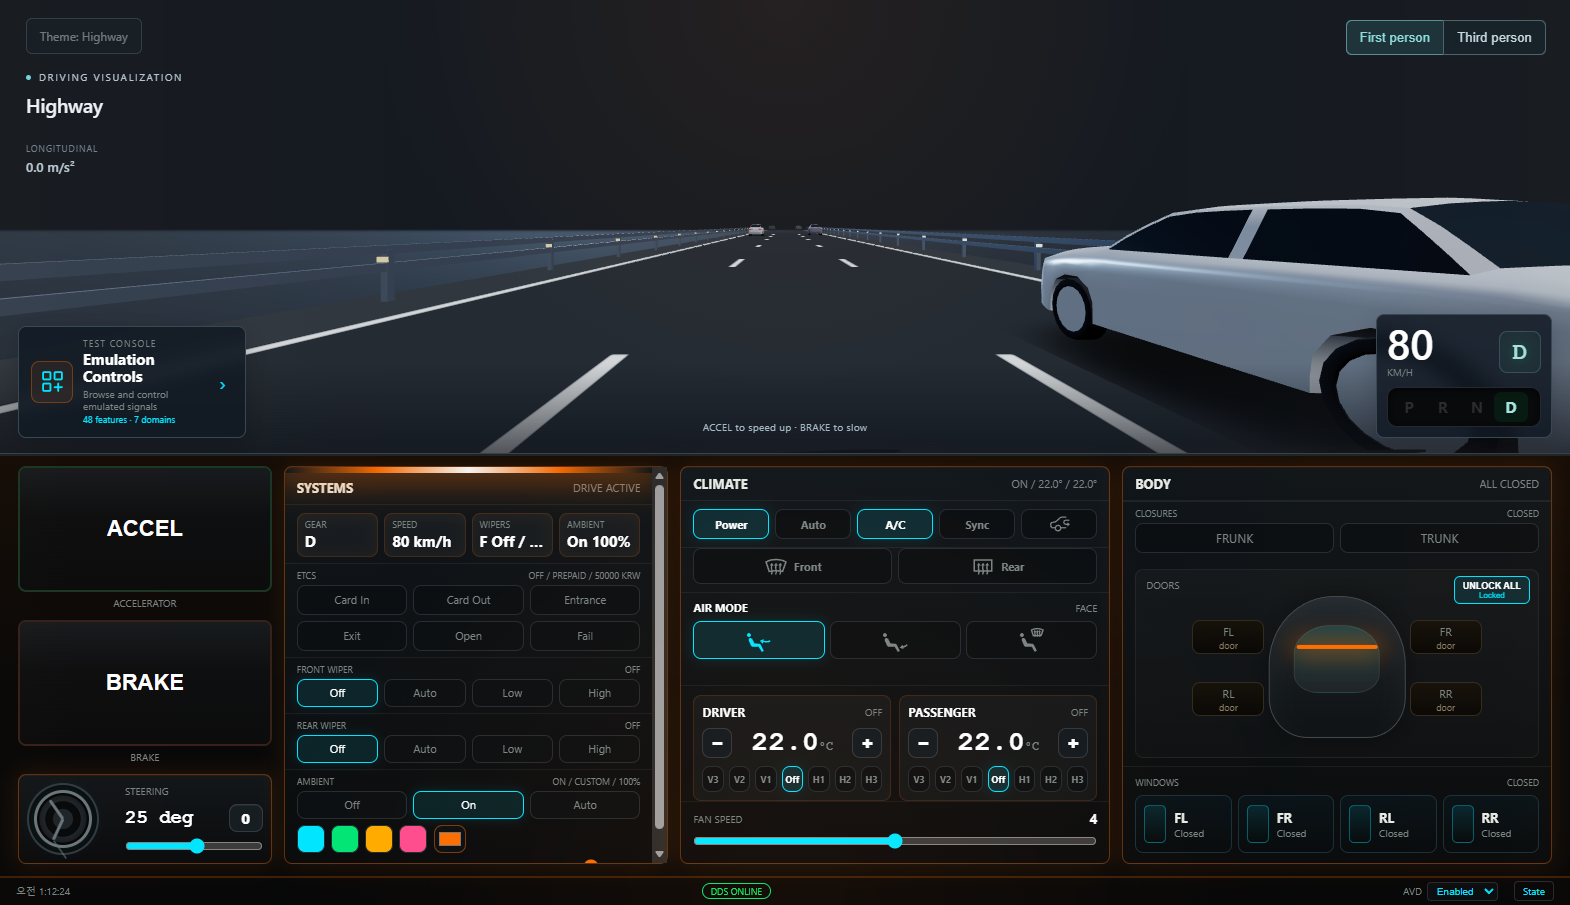 Theme: Highway
First person
Third person
DRIVING VISUALIZATION
Highway
LONGITUDINAL
0.0 m/s²
TEST CONSOLE
Emulation
Controls
Browse and control
emulated signals
48 features · 7 domains
ACCEL to speed up · BRAKE to slow
80
KM/H
D
P R N D
ACCEL
ACCELERATOR
BRAKE
BRAKE
STEERING
25 deg
0
SYSTEMS
DRIVE ACTIVE
GEAR
D
SPEED
80 km/h
WIPERS
F Off / ...
AMBIENT
On 100%
ETCS
OFF / PREPAID / 50000 KRW
Card In
Card Out
Entrance
Exit
Open
Fail
FRONT WIPER
OFF
Off
Auto
Low
High
REAR WIPER
OFF
Off
Auto
Low
High
AMBIENT
ON / CUSTOM / 100%
Off
On
Auto
CLIMATE
ON / 22.0° / 22.0°
Power
Auto
A/C
Sync
Front
Rear
AIR MODE
FACE
DRIVER
OFF
− 22.0°C +
V3 V2 V1 Off H1 H2 H3
PASSENGER
OFF
− 22.0°C +
V3 V2 V1 Off H1 H2 H3
FAN SPEED
4
BODY
ALL CLOSED
CLOSURES
CLOSED
FRUNK
TRUNK
DOORS
UNLOCK ALL
Locked
FL
door
FR
door
RL
door
RR
door
WINDOWS
CLOSED
FL
Closed
FR
Closed
RL
Closed
RR
Closed
오전 1:12:24
DDS ONLINE
AVD
Enabled
State